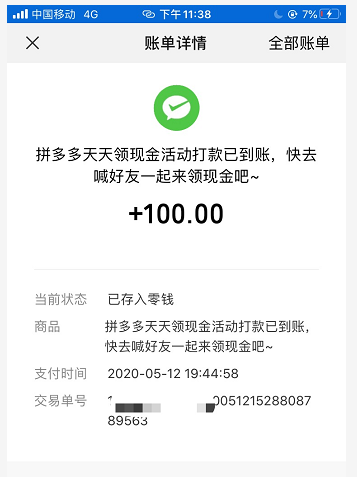 中国移动 4G 下午11:38 7%
账单详情 全部账单
拼多多天天领现金活动打款已到账，快去
喊好友一起来领现金吧~
+100.00
当前状态 已存入零钱
商品 拼多多天天领现金活动打款已到账，
快去喊好友一起来领现金吧~
支付时间 2020-05-12 19:44:58
交易单号 0051215288087
89563